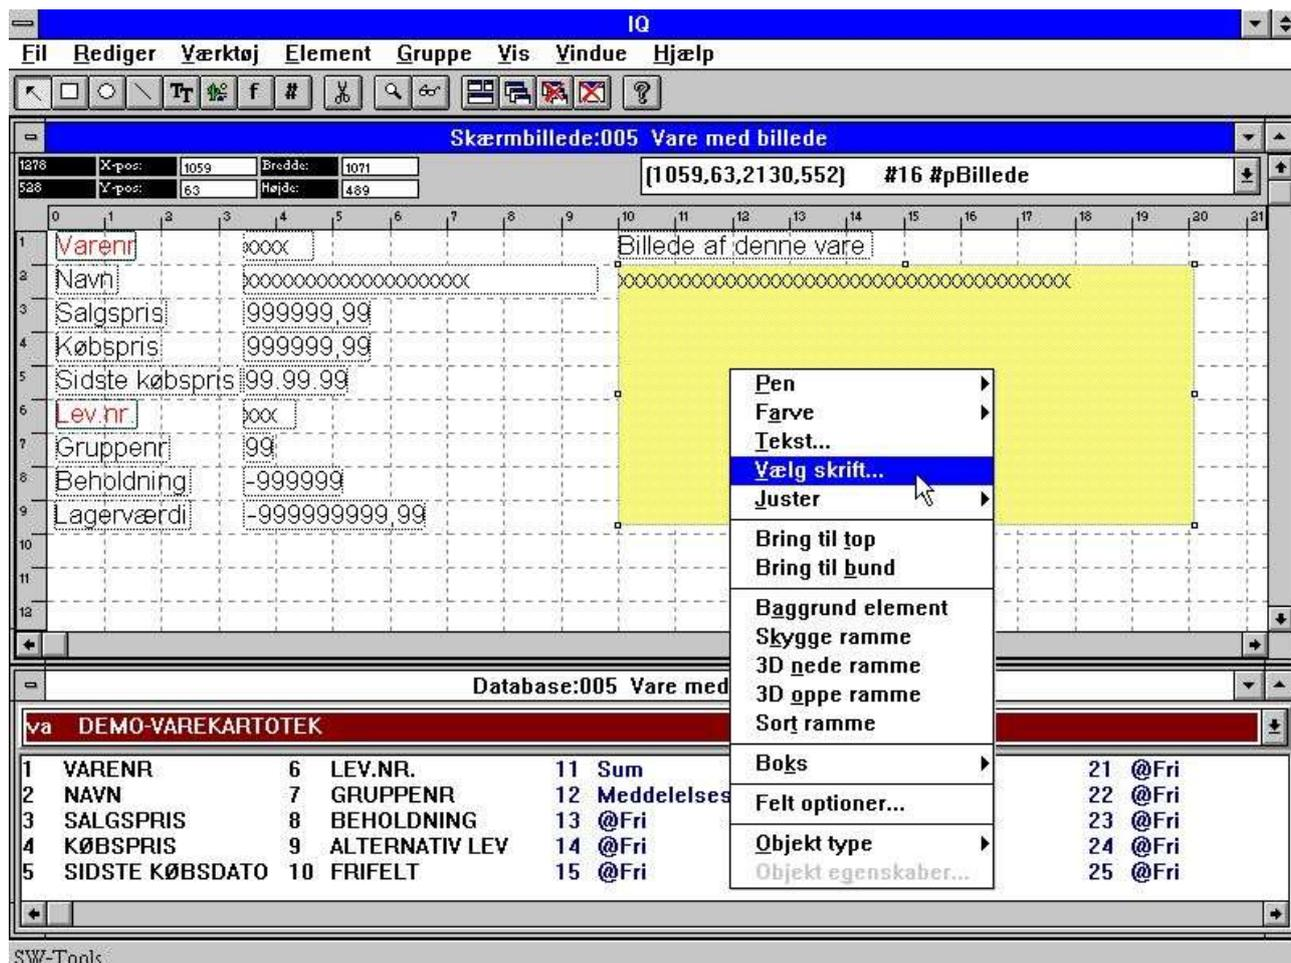 IQ
Fil Rediger Værktøj Element Gruppe Vis Vindue Hjælp
TT f # ?
Skærmbillede:005 Vare med billede
1278 X-pos: 1059 Bredde: 1071 (1059,63,2130,552) #16 #pBillede
528 Y-pos: 63 Højde: 489
0 1 2 3 4 5 6 7 8 9 10 11 12 13 14 15 16 17 18 19 20 21
1 Varenr xxxx Billede af denne vare
2 Navn xxxxxxxxxxxxxxxxxxxx xxxxxxxxxxxxxxxxxxxxxxxxxxxxxxxxxxxxxxxx
3 Salgspris 999999,99
4 Købspris 999999,99
5 Sidste købspris 99.99.99
6 Lev.nr. xxx
7 Gruppenr 99
8 Beholdning -999999
9 Lagerværdi -999999999,99
10
11
12
Pen
Farve
Tekst...
Vælg skrift...
Juster
Bring til top
Bring til bund
Baggrund element
Skygge ramme
3D nede ramme
3D oppe ramme
Sort ramme
Boks
Felt optioner...
Objekt type
Objekt egenskaber...
Database:005 Vare med
va DEMO-VAREKARTOTEK
1 VARENR 6 LEV.NR. 11 Sum 21 @Fri
2 NAVN 7 GRUPPENR 12 Meddelelses 22 @Fri
3 SALGSPRIS 8 BEHOLDNING 13 @Fri 23 @Fri
4 KØBSPRIS 9 ALTERNATIV LEV 14 @Fri 24 @Fri
5 SIDSTE KØBSDATO 10 FRIFELT 15 @Fri 25 @Fri
SW-Tools